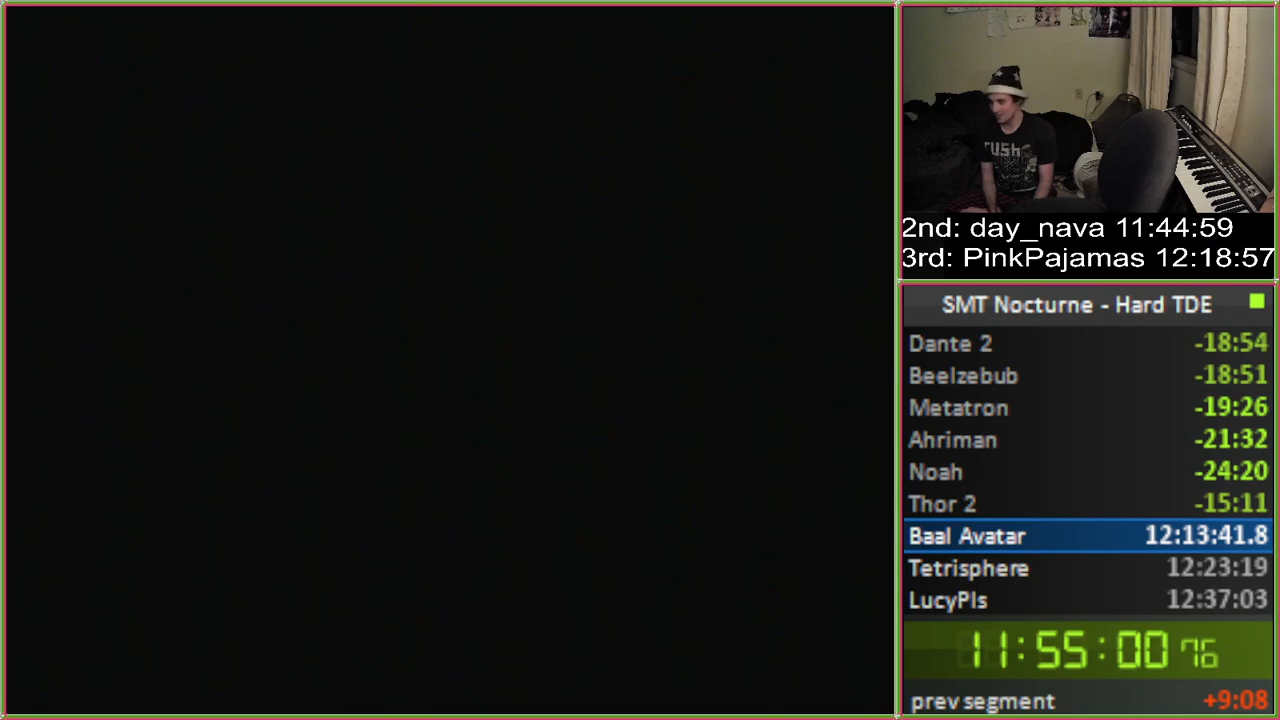 RUSH
2nd: day_nava 11:44:59
3rd: PinkPajamas 12:18:57
SMT Nocturne - Hard TDE
Dante 2 -18:54
Beelzebub -18:51
Metatron -19:26
Ahriman -21:32
Noah -24:20
Thor 2 -15:11
Baal Avatar 12:13:41.8
Tetrisphere 12:23:19
LucyPls 12:37:03
11:55:00 76
prev segment +9:08